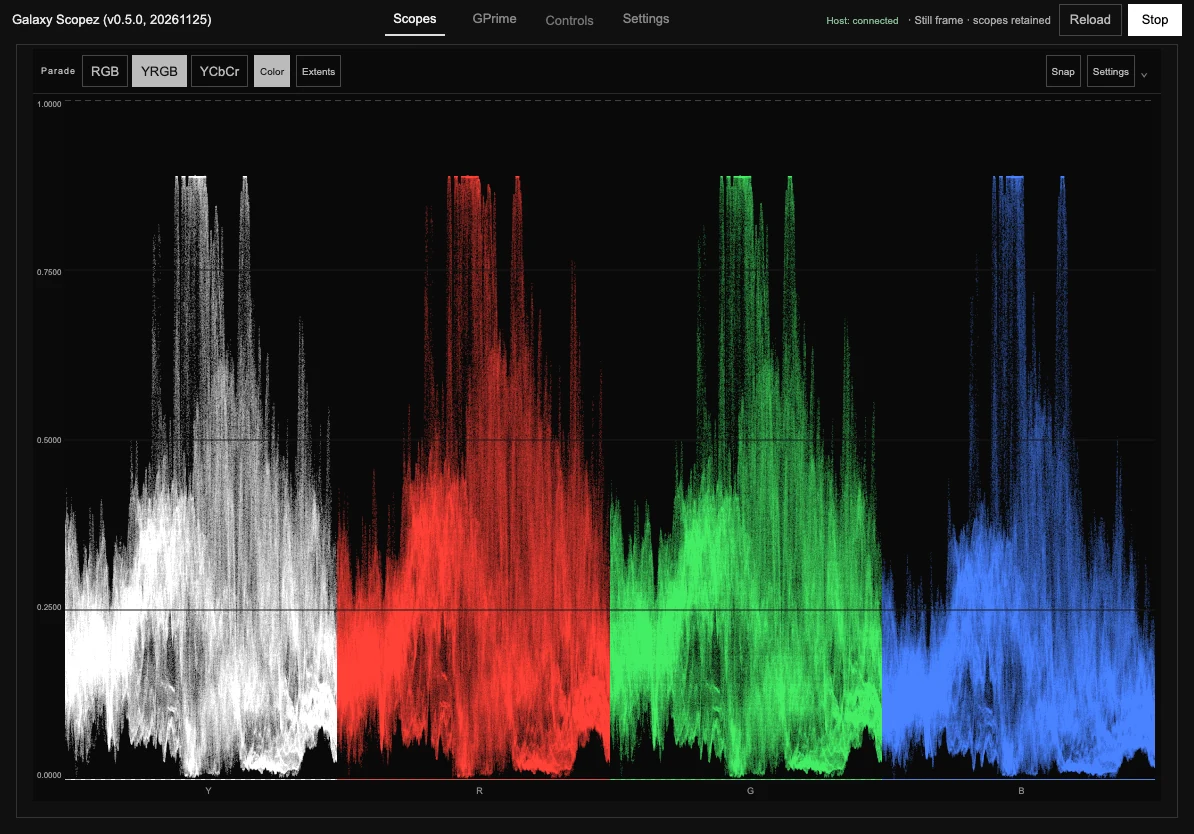 Galaxy Scopez (v0.5.0, 20261125) Scopes GPrime Controls Settings Host: connected · Still frame · scopes retained Reload Stop
Parade RGB YRGB YCbCr Color Extents Snap Settings
1.0000
0.7500
0.5000
0.2500
0.0000
Y R G B